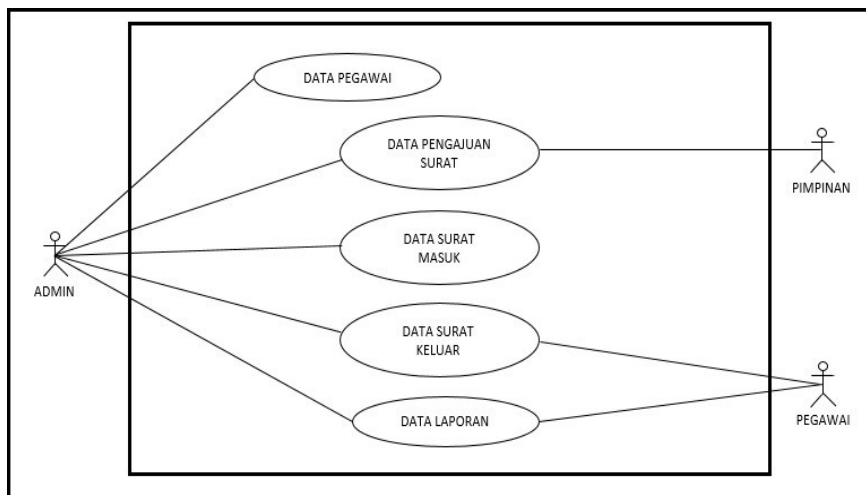 DATA PEGAWAI
DATA PENGAJUAN
SURAT
PIMPINAN
DATA SURAT
MASUK
ADMIN
DATA SURAT
KELUAR
DATA LAPORAN
PEGAWAI